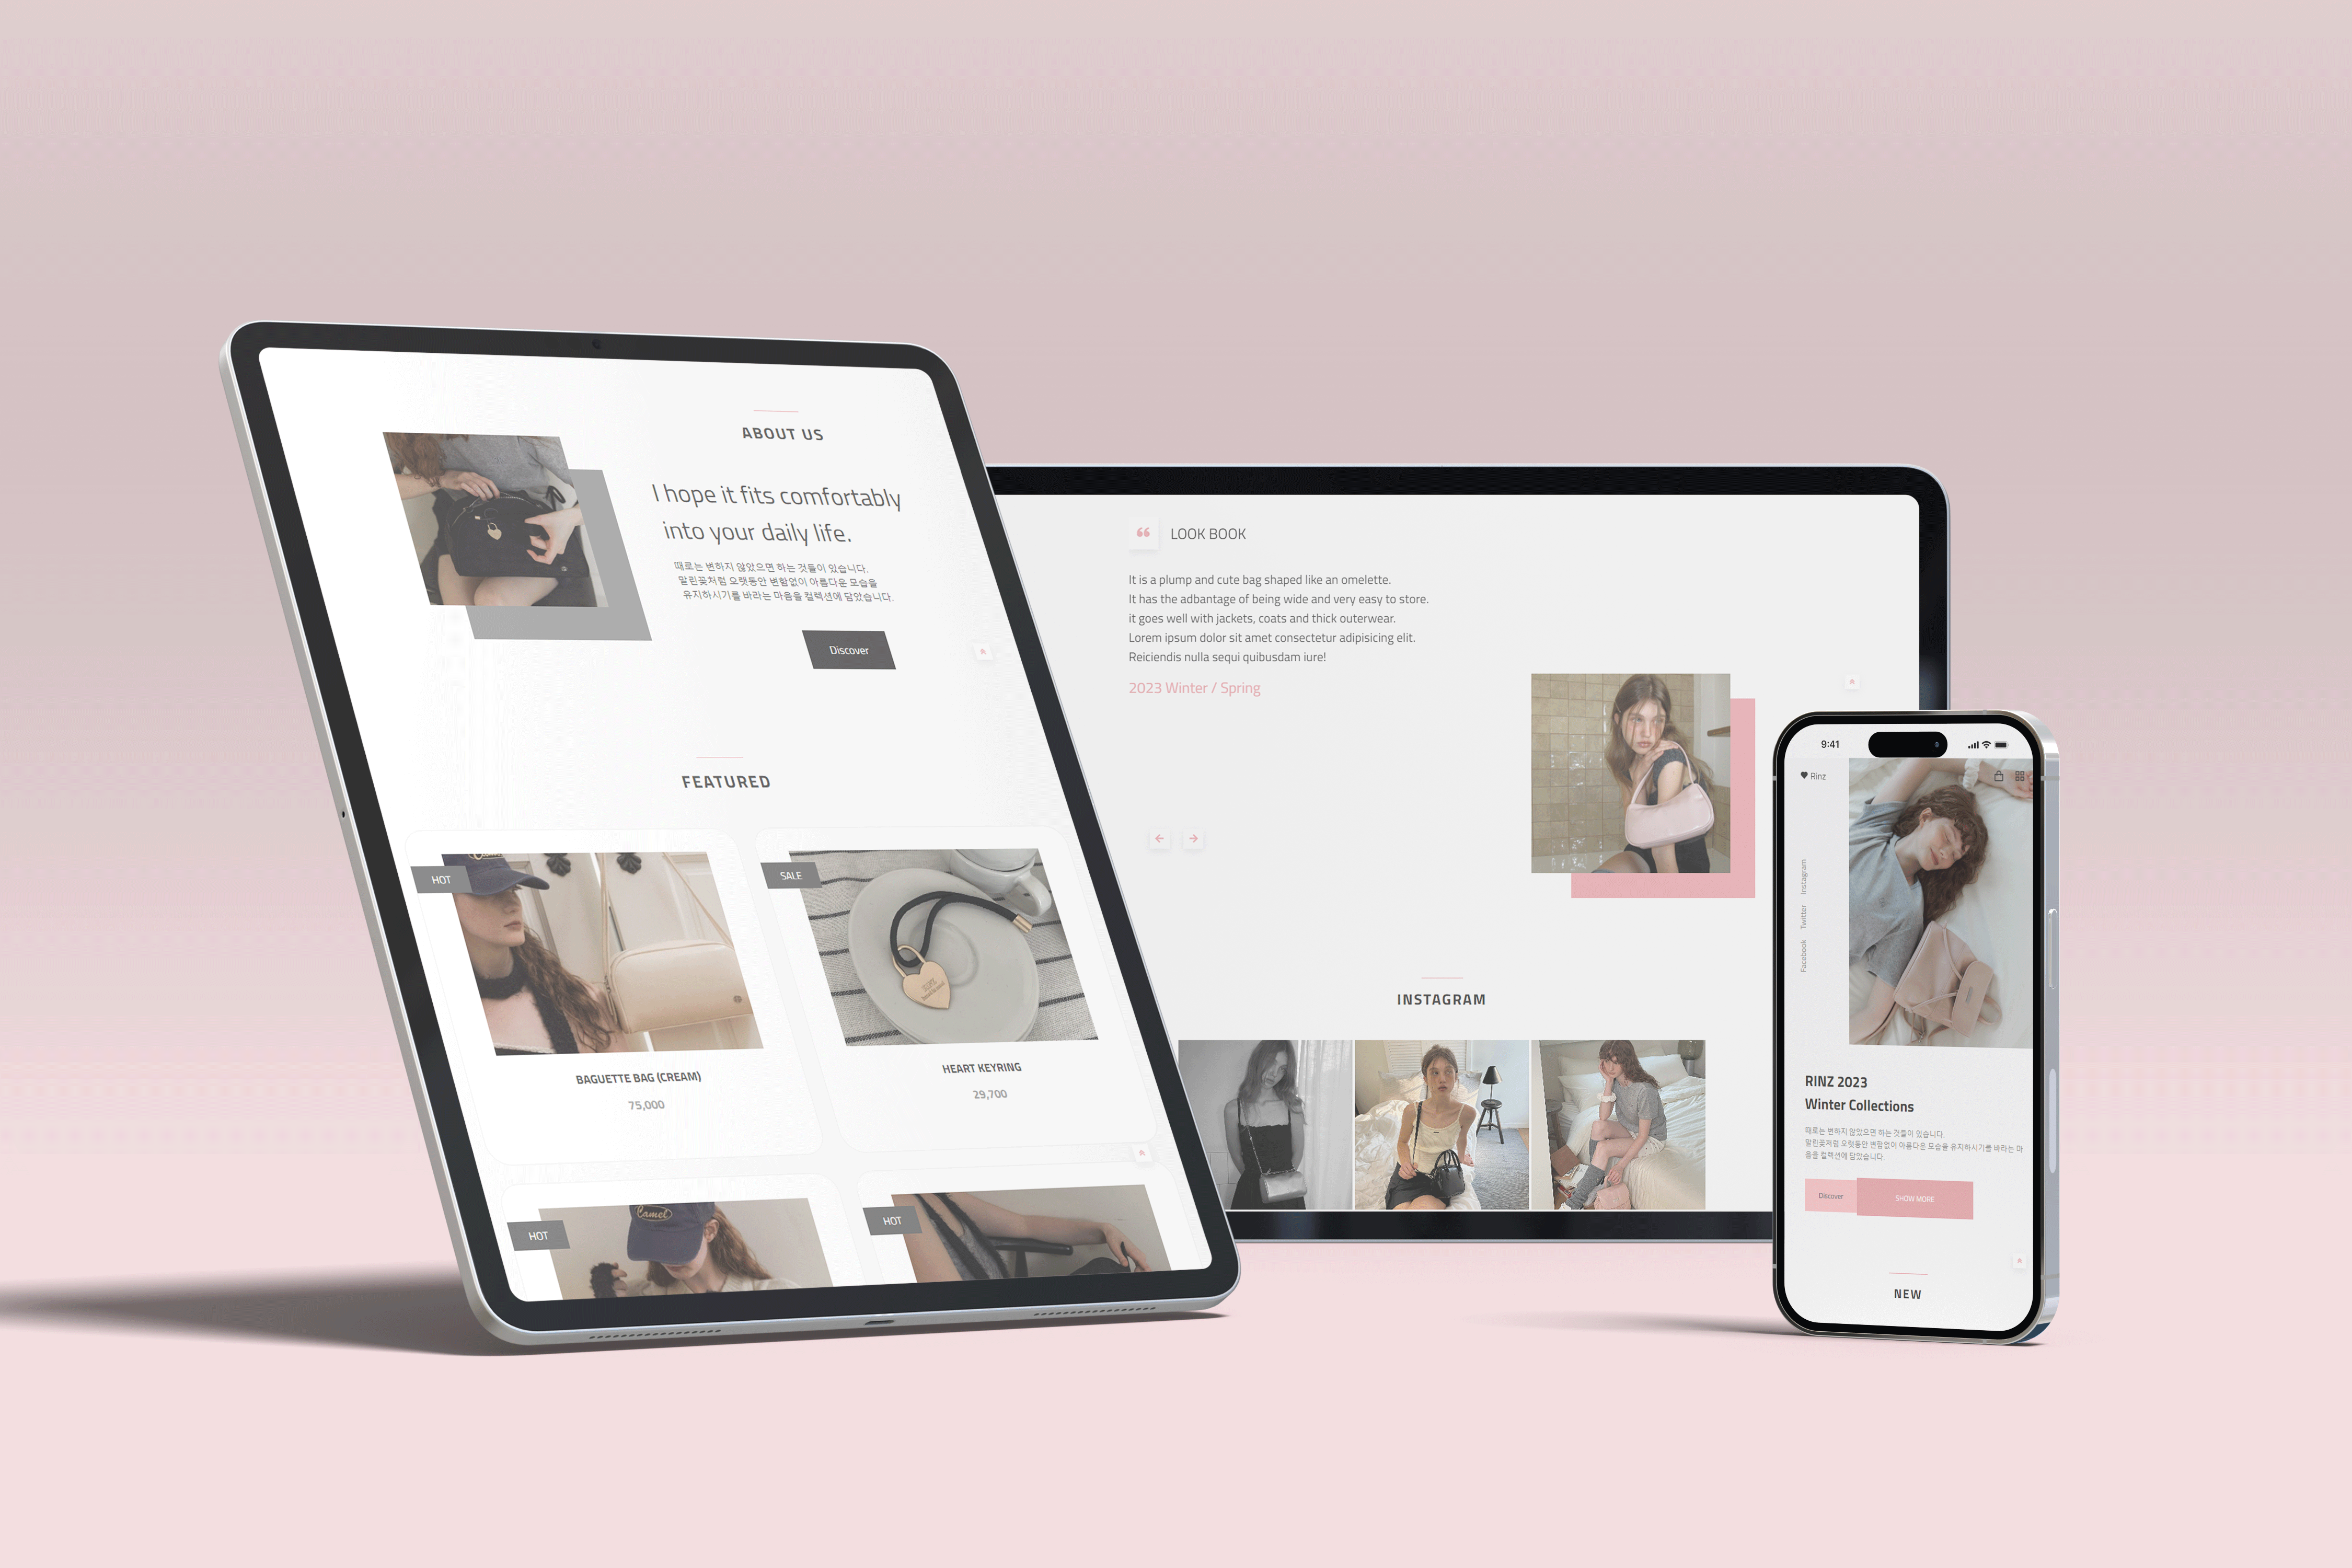 ABOUT US
I hope it fits comfortably
into your daily life.
때로는 변하지 않았으면 하는 것들이 있습니다.
말린꽃처럼 오랫동안 변함없이 아름다운 모습을
유지하시기를 바라는 마음을 컬렉션에 담았습니다.
Discover
FEATURED
HOT
BAGUETTE BAG (CREAM)
75,000
SALE
HEART KEYRING
29,700
HOT
Camel
HOT
LOOK BOOK
It is a plump and cute bag shaped like an omelette.
It has the adbantage of being wide and very easy to store.
it goes well with jackets, coats and thick outerwear.
Lorem ipsum dolor sit amet consectetur adipisicing elit.
Reiciendis nulla sequi quibusdam iure!
2023 Winter / Spring
INSTAGRAM
9:41
Rinz
Instagram
Twitter
Facebook
RINZ 2023
Winter Collections
때로는 변하지 않았으면 하는 것들이 있습니다.
말린꽃처럼 오랫동안 변함없이 아름다운 모습을 유지하시기를 바라는 마
음을 컬렉션에 담았습니다.
Discover
SHOW MORE
NEW